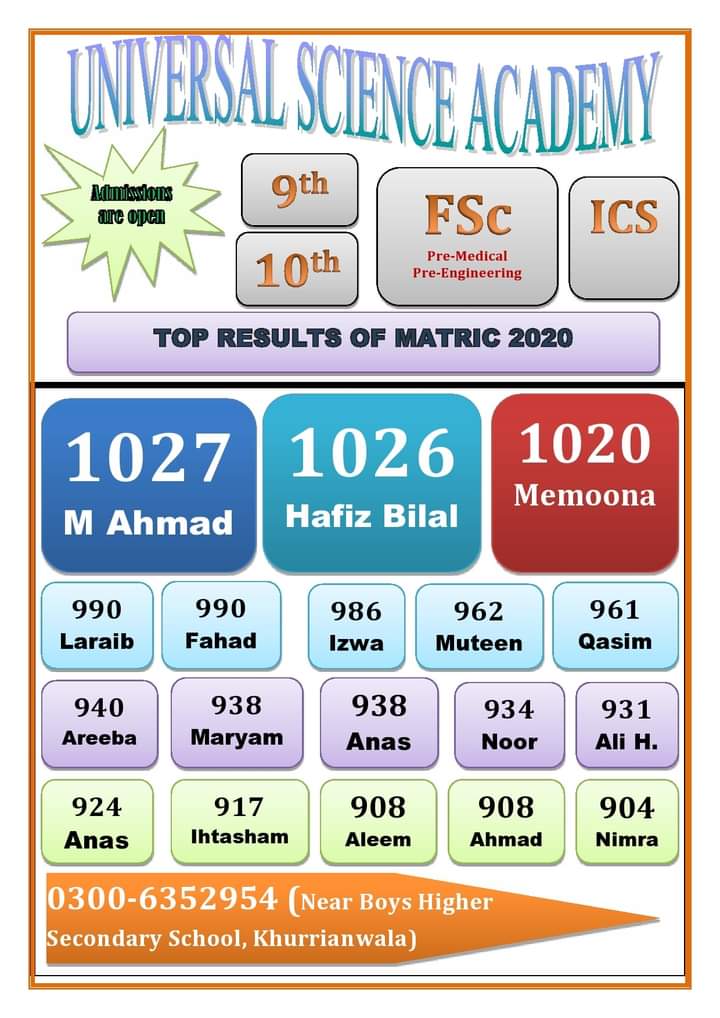 UNIVERSAL SCIENCE ACADEMY
Admissions
are open
9th
10th
FSc
Pre-Medical
Pre-Engineering
ICS
TOP RESULTS OF MATRIC 2020
1027
M Ahmad
1026
Hafiz Bilal
1020
Memoona
990
Laraib
990
Fahad
986
Izwa
962
Muteen
961
Qasim
940
Areeba
938
Maryam
938
Anas
934
Noor
931
Ali H.
924
Anas
917
Ihtasham
908
Aleem
908
Ahmad
904
Nimra
0300-6352954 (Near Boys Higher
Secondary School, Khurrianwala)